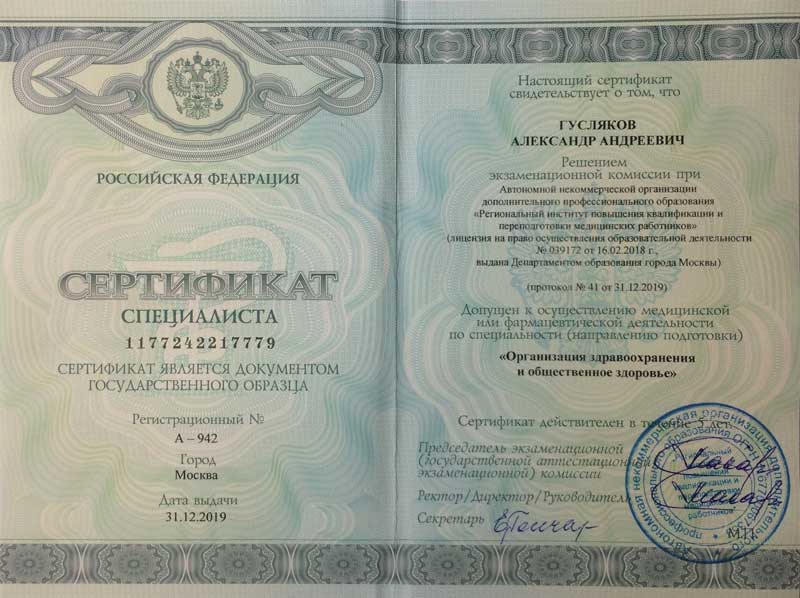 РОССИЙСКАЯ ФЕДЕРАЦИЯ
СЕРТИФИКАТ
СПЕЦИАЛИСТА
1177242217779
СЕРТИФИКАТ ЯВЛЯЕТСЯ ДОКУМЕНТОМ
ГОСУДАРСТВЕННОГО ОБРАЗЦА
Регистрационный №
А – 942
Город
Москва
Дата выдачи
31.12.2019
Настоящий сертификат
свидетельствует о том, что
ГУСЛЯКОВ
АЛЕКСАНДР АНДРЕЕВИЧ
Решением
экзаменационной комиссии при
Автономной некоммерческой организации
дополнительного профессионального образования
«Региональный институт повышения квалификации и
переподготовки медицинских работников»
(лицензия на право осуществления образовательной деятельности
№ 039172 от 16.02.2018 г.,
выдана Департаментом образования города Москвы)
(протокол № 41 от 31.12.2019)
Допущен к осуществлению медицинской
или фармацевтической деятельности
по специальности (направлению подготовки)
«Организация здравоохранения
и общественное здоровье»
Сертификат действителен в течение 5 лет.
Председатель экзаменационной
(государственной аттестационной
экзаменационной) комиссии
Ректор/Директор/Руководитель
Секретарь
М.П.